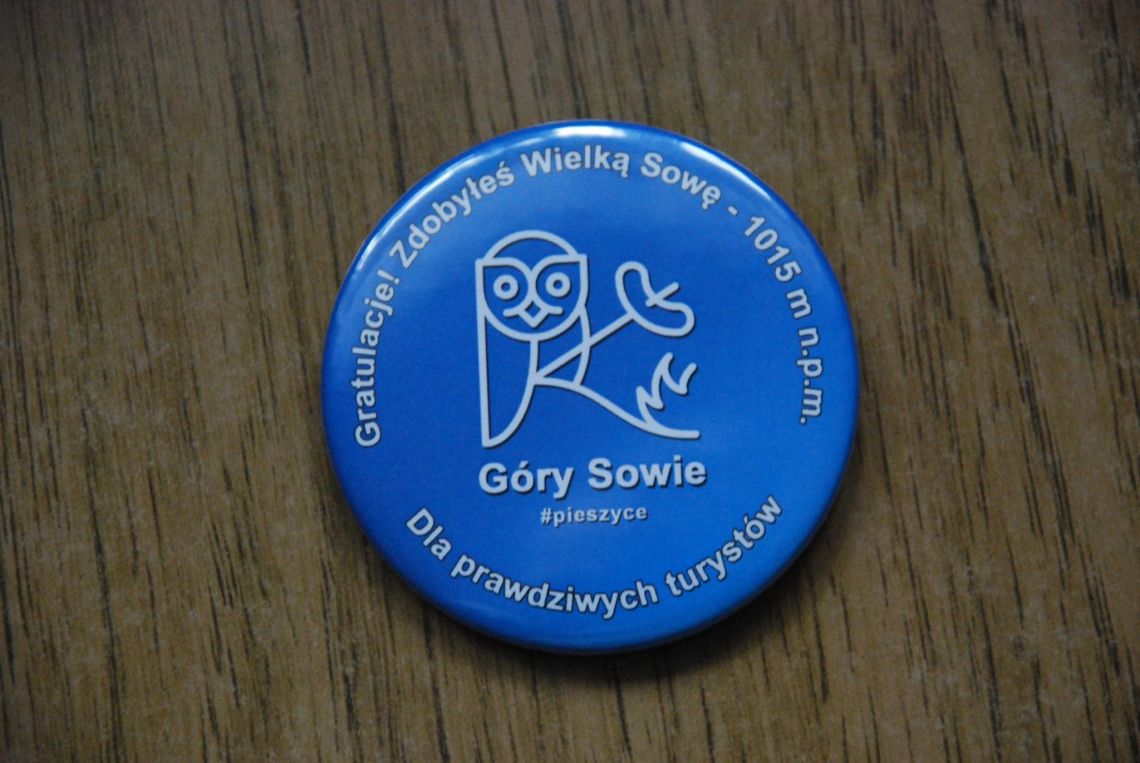 Gratulacje! Zdobyłeś Wielką Sowę - 1015 m n.p.m.
Góry Sowie
#pieszyce
Dla prawdziwych turystów